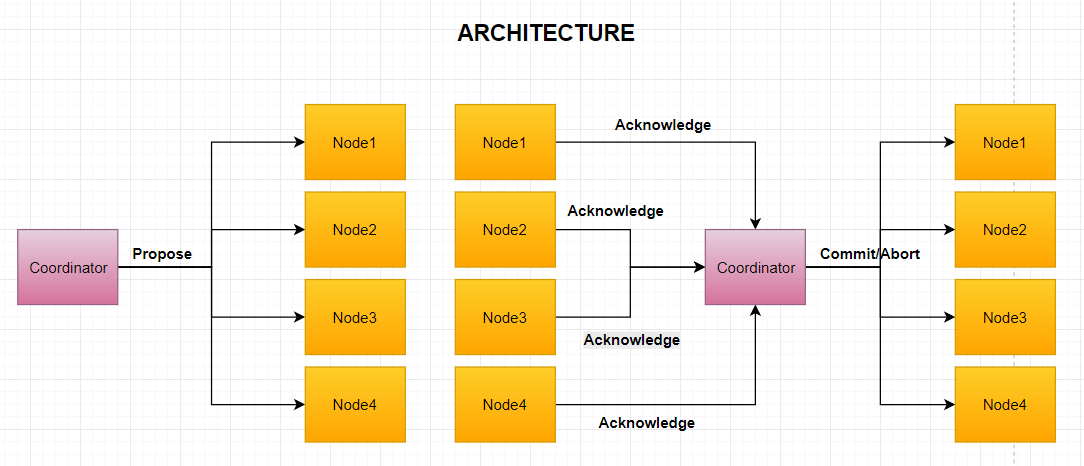 ARCHITECTURE
Coordinator
Propose
Node1
Node2
Node3
Node4
Node1
Node2
Node3
Node4
Acknowledge
Acknowledge
Acknowledge
Acknowledge
Coordinator
Commit/Abort
Node1
Node2
Node3
Node4